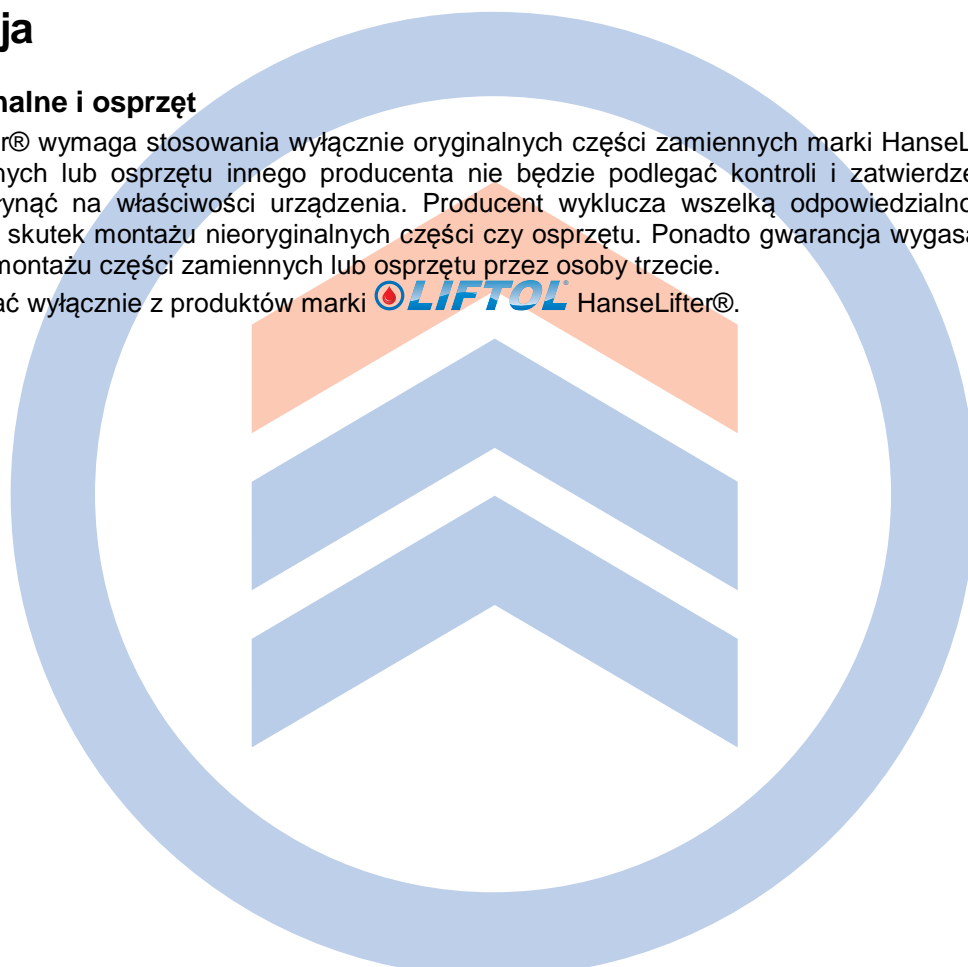 ja
nalne i osprzęt
r® wymaga stosowania wyłącznie oryginalnych części zamiennych marki HanseL
nych lub osprzętu innego producenta nie będzie podlegać kontroli i zatwierdze
ynąć na właściwości urządzenia. Producent wyklucza wszelką odpowiedzialno
skutek montażu nieoryginalnych części czy osprzętu. Ponadto gwarancja wygasa
montażu części zamiennych lub osprzętu przez osoby trzecie.
ać wyłącznie z produktów marki LIFTOL® HanseLifter®.